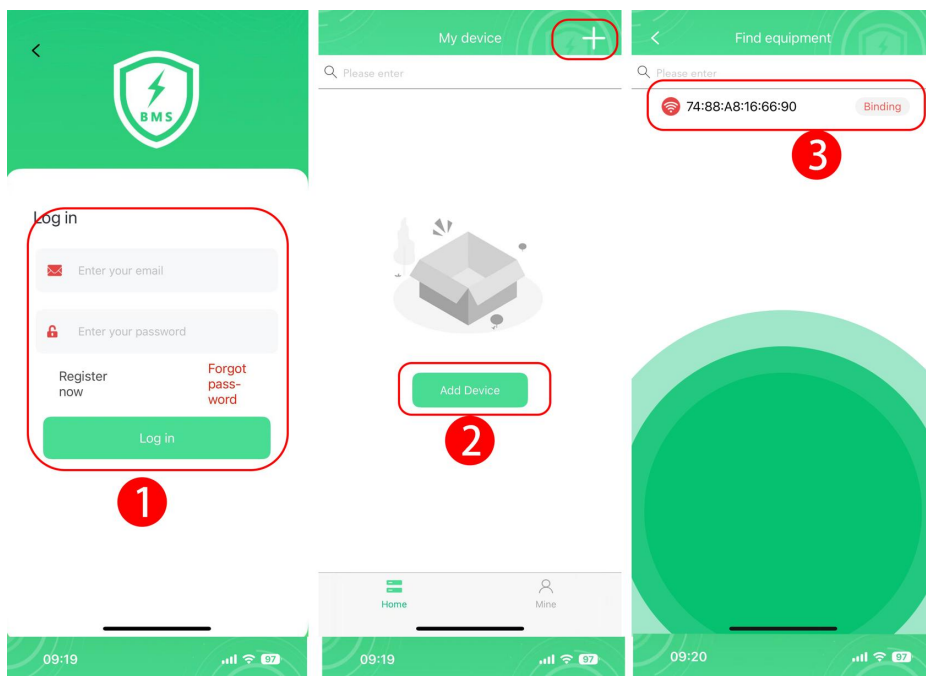 BMS
Log in
Enter your email
Enter your password
Register
now
Forgot
pass-
word
Log in
1
09:19
97
My device
Please enter
Add Device
2
Home
Mine
09:19
97
Find equipment
Please enter
74:88:A8:16:66:90
Binding
3
09:20
97